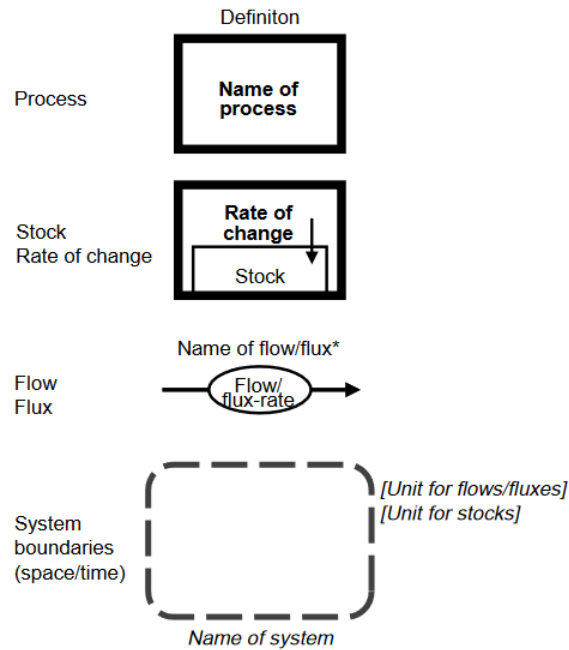 Definiton
Process
Name of
process
Stock
Rate of change
Rate of
change
Stock
Name of flow/flux*
Flow
Flux
Flow/
flux-rate
System
boundaries
(space/time)
[Unit for flows/fluxes]
[Unit for stocks]
Name of system